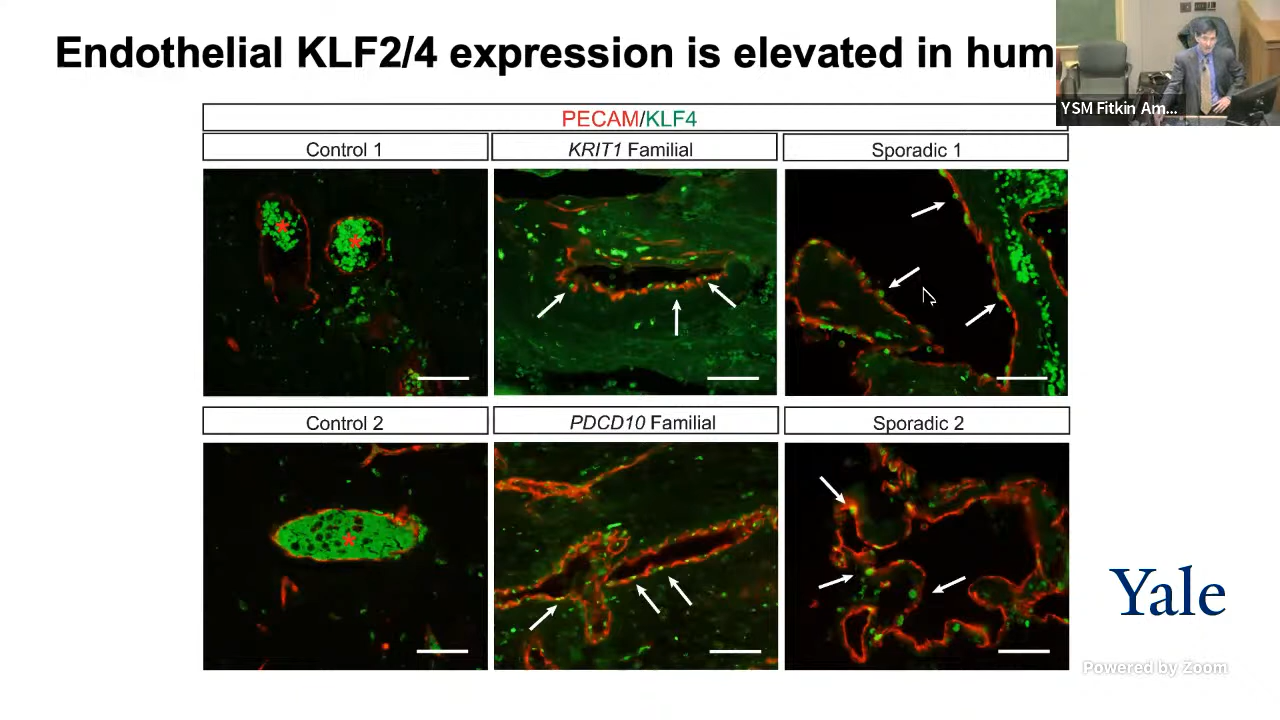 Endothelial KLF2/4 expression is elevated in hum
YSM Fitkin Am...
PECAM/KLF4
Control 1
KRIT1 Familial
Sporadic 1
Control 2
PDCD10 Familial
Sporadic 2
Yale
Powered by Zoom